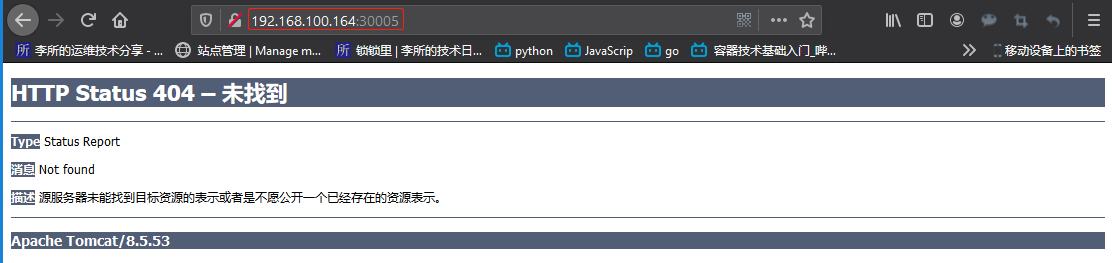 192.168.100.164:30005
所 李所的运维技术分享 - ... 站点管理 | Manage m... 所 锁锁里 | 李所的技术日... python JavaScrip go 容器技术基础入门_哔... 移动设备上的书签
HTTP Status 404 – 未找到
Type Status Report
消息 Not found
描述 源服务器未能找到目标资源的表示或者是不愿公开一个已经存在的资源表示。
Apache Tomcat/8.5.53